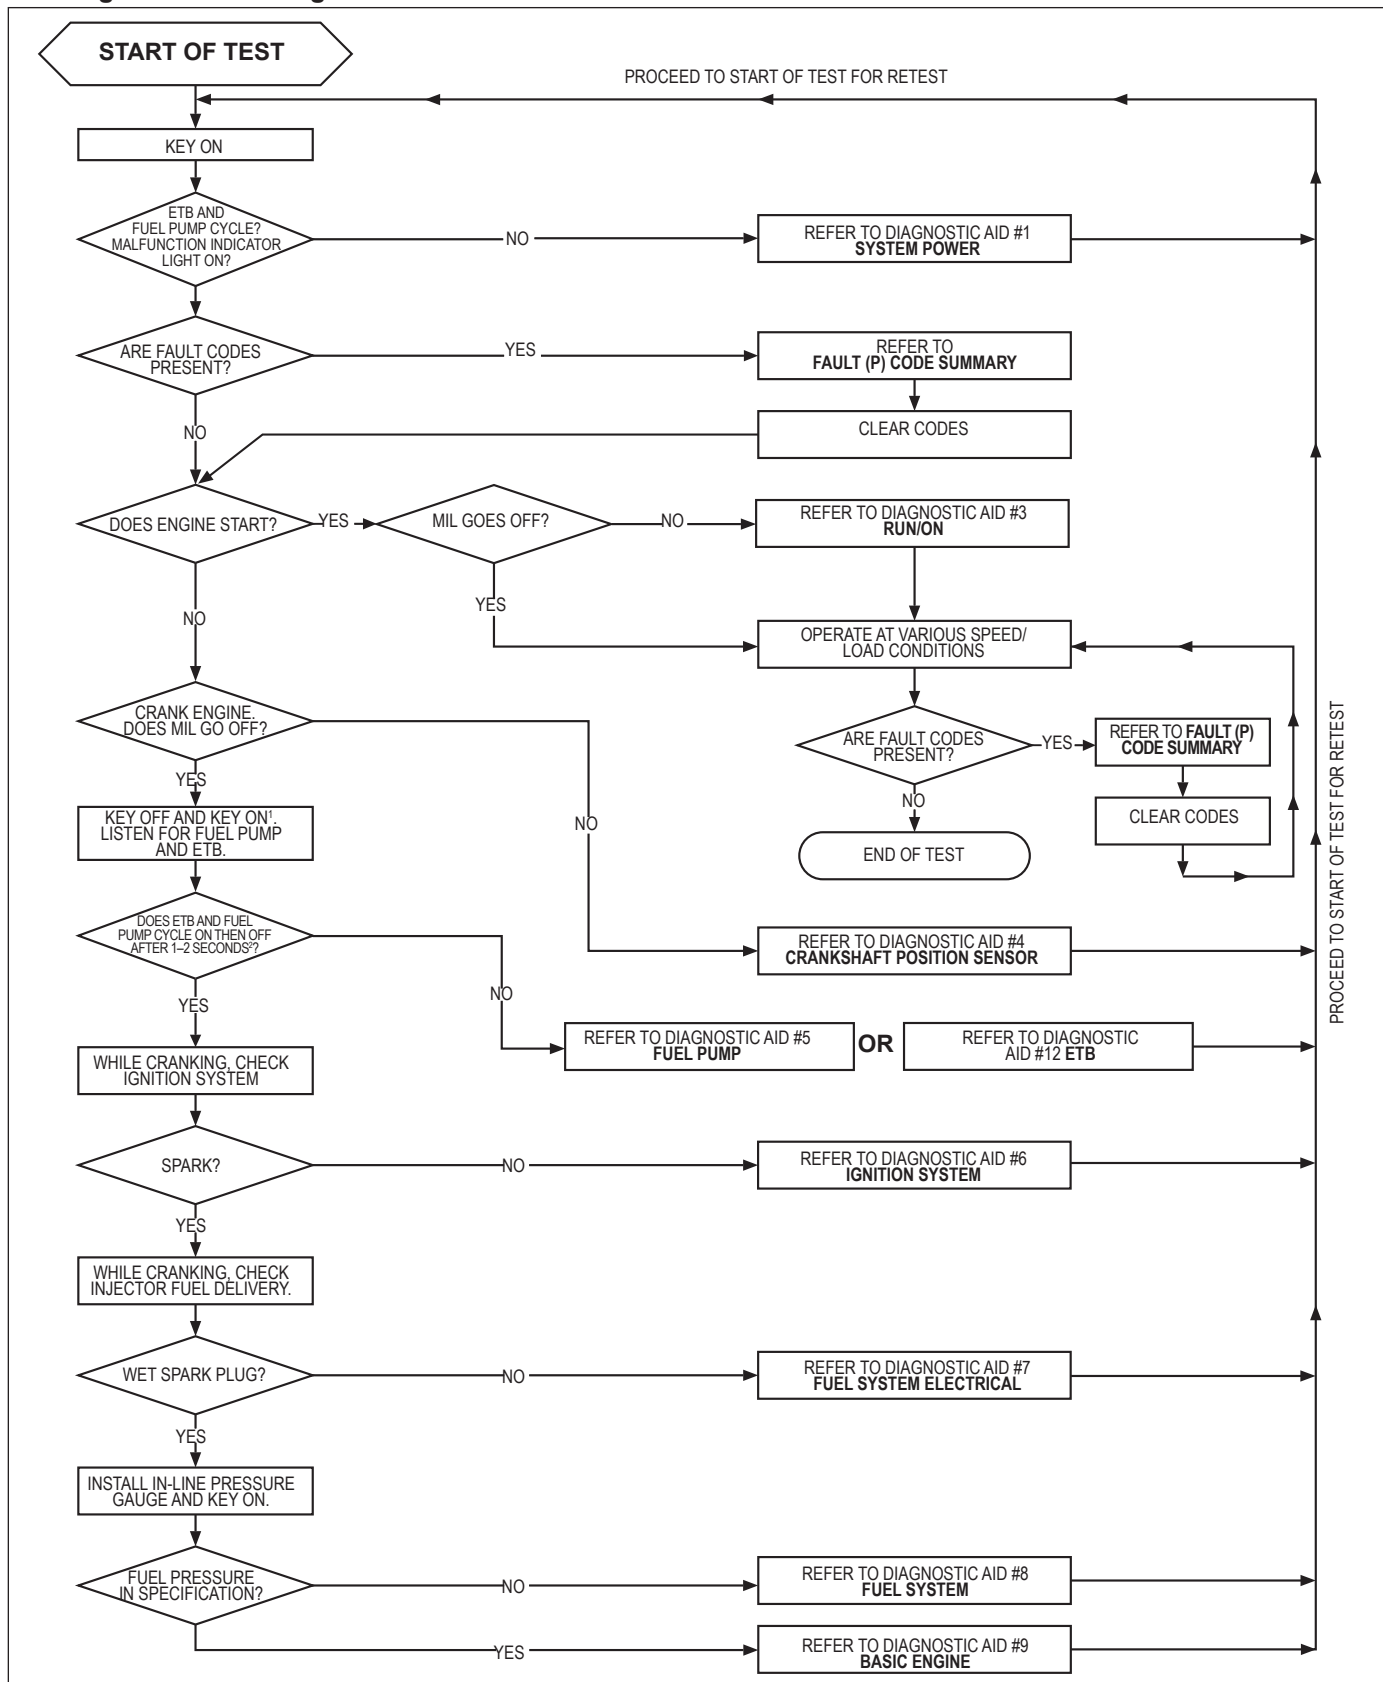 START OF TEST
PROCEED TO START OF TEST FOR RETEST
KEY ON
ETB AND
FUEL PUMP CYCLE?
MALFUNCTION INDICATOR
LIGHT ON?
NO
REFER TO DIAGNOSTIC AID #1
SYSTEM POWER
ARE FAULT CODES
PRESENT?
YES
REFER TO
FAULT (P) CODE SUMMARY
NO
CLEAR CODES
DOES ENGINE START?
YES
MIL GOES OFF?
NO
REFER TO DIAGNOSTIC AID #3
RUN/ON
YES
NO
OPERATE AT VARIOUS SPEED/
LOAD CONDITIONS
CRANK ENGINE.
DOES MIL GO OFF?
ARE FAULT CODES
PRESENT?
YES
REFER TO FAULT (P)
CODE SUMMARY
YES
NO
CLEAR CODES
KEY OFF AND KEY ON¹.
LISTEN FOR FUEL PUMP
AND ETB.
NO
END OF TEST
PROCEED TO START OF TEST FOR RETEST
DOES ETB AND FUEL
PUMP CYCLE ON THEN OFF
AFTER 1–2 SECONDS²?
REFER TO DIAGNOSTIC AID #4
CRANKSHAFT POSITION SENSOR
NO
YES
REFER TO DIAGNOSTIC AID #5
FUEL PUMP
OR
REFER TO DIAGNOSTIC
AID #12 ETB
WHILE CRANKING, CHECK
IGNITION SYSTEM
SPARK?
NO
REFER TO DIAGNOSTIC AID #6
IGNITION SYSTEM
YES
WHILE CRANKING, CHECK
INJECTOR FUEL DELIVERY.
WET SPARK PLUG?
NO
REFER TO DIAGNOSTIC AID #7
FUEL SYSTEM ELECTRICAL
YES
INSTALL IN-LINE PRESSURE
GAUGE AND KEY ON.
FUEL PRESSURE
IN SPECIFICATION?
NO
REFER TO DIAGNOSTIC AID #8
FUEL SYSTEM
YES
REFER TO DIAGNOSTIC AID #9
BASIC ENGINE